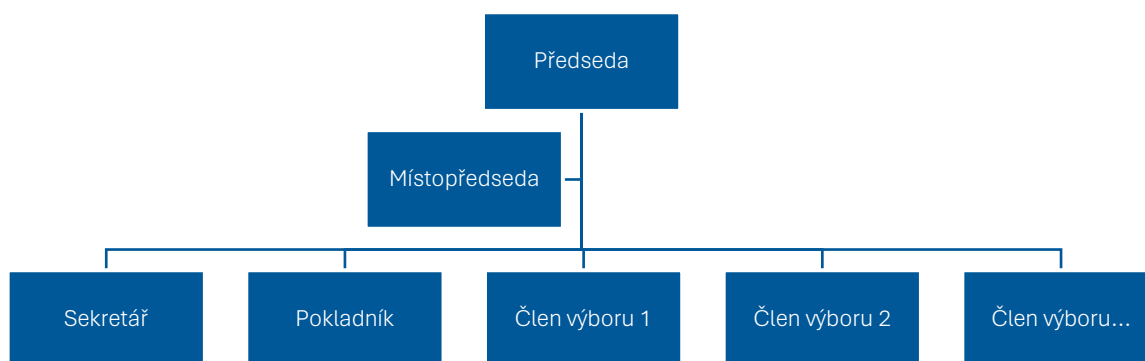 Předseda
Místopředseda
Sekretář
Pokladník
Člen výboru 1
Člen výboru 2
Člen výboru...